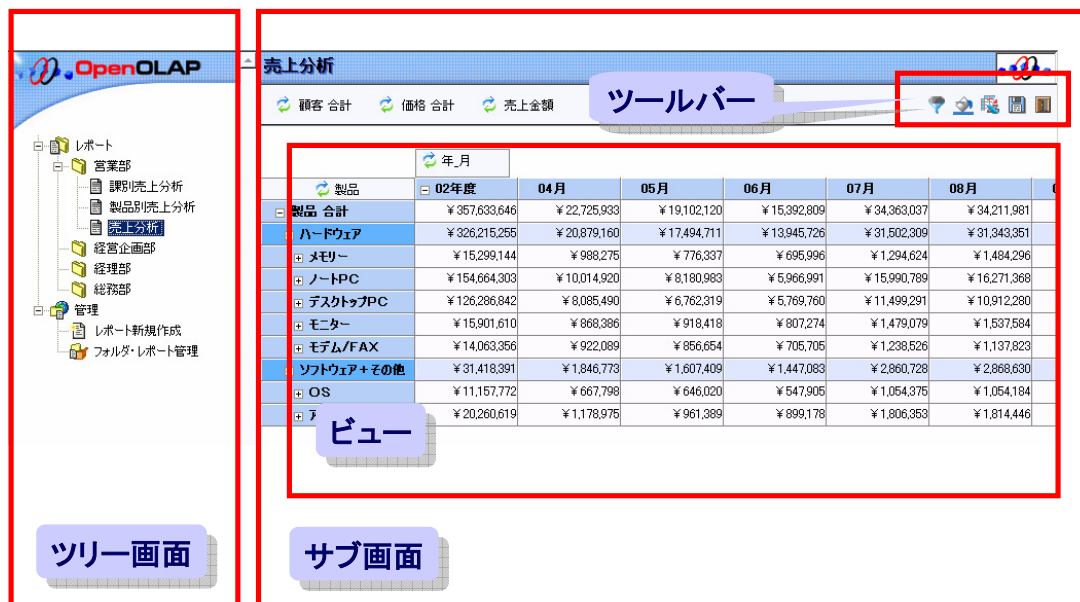 OpenOLAP
レポート
営業部
課別売上分析
製品別売上分析
売上分析
経営企画部
経理部
総務部
管理
レポート新規作成
フォルダ・レポート管理
ツリー画面
売上分析
顧客 合計 価格 合計 売上金額
ツールバー
年_月
製品 02年度 04月 05月 06月 07月 08月
製品 合計 ¥357,633,646 ¥22,725,933 ¥19,102,120 ¥15,392,809 ¥34,363,037 ¥34,211,981
ハードウェア ¥326,215,255 ¥20,879,160 ¥17,494,711 ¥13,945,726 ¥31,502,309 ¥31,343,351
メモリー ¥15,299,144 ¥988,275 ¥776,337 ¥695,996 ¥1,294,624 ¥1,484,296
ノートPC ¥154,664,303 ¥10,014,920 ¥8,180,983 ¥5,966,991 ¥15,990,789 ¥16,271,368
デスクトップPC ¥126,286,842 ¥8,085,490 ¥6,762,319 ¥5,769,760 ¥11,499,291 ¥10,912,280
モニター ¥15,901,610 ¥868,386 ¥918,418 ¥807,274 ¥1,479,079 ¥1,537,584
モデム/FAX ¥14,063,356 ¥922,089 ¥856,654 ¥705,705 ¥1,238,526 ¥1,137,823
ソフトウェア+その他 ¥31,418,391 ¥1,846,773 ¥1,607,409 ¥1,447,083 ¥2,860,728 ¥2,868,630
OS ¥11,157,772 ¥667,798 ¥646,020 ¥547,905 ¥1,054,375 ¥1,054,184
¥20,260,619 ¥1,178,975 ¥961,389 ¥899,178 ¥1,806,353 ¥1,814,446
ビュー
サブ画面